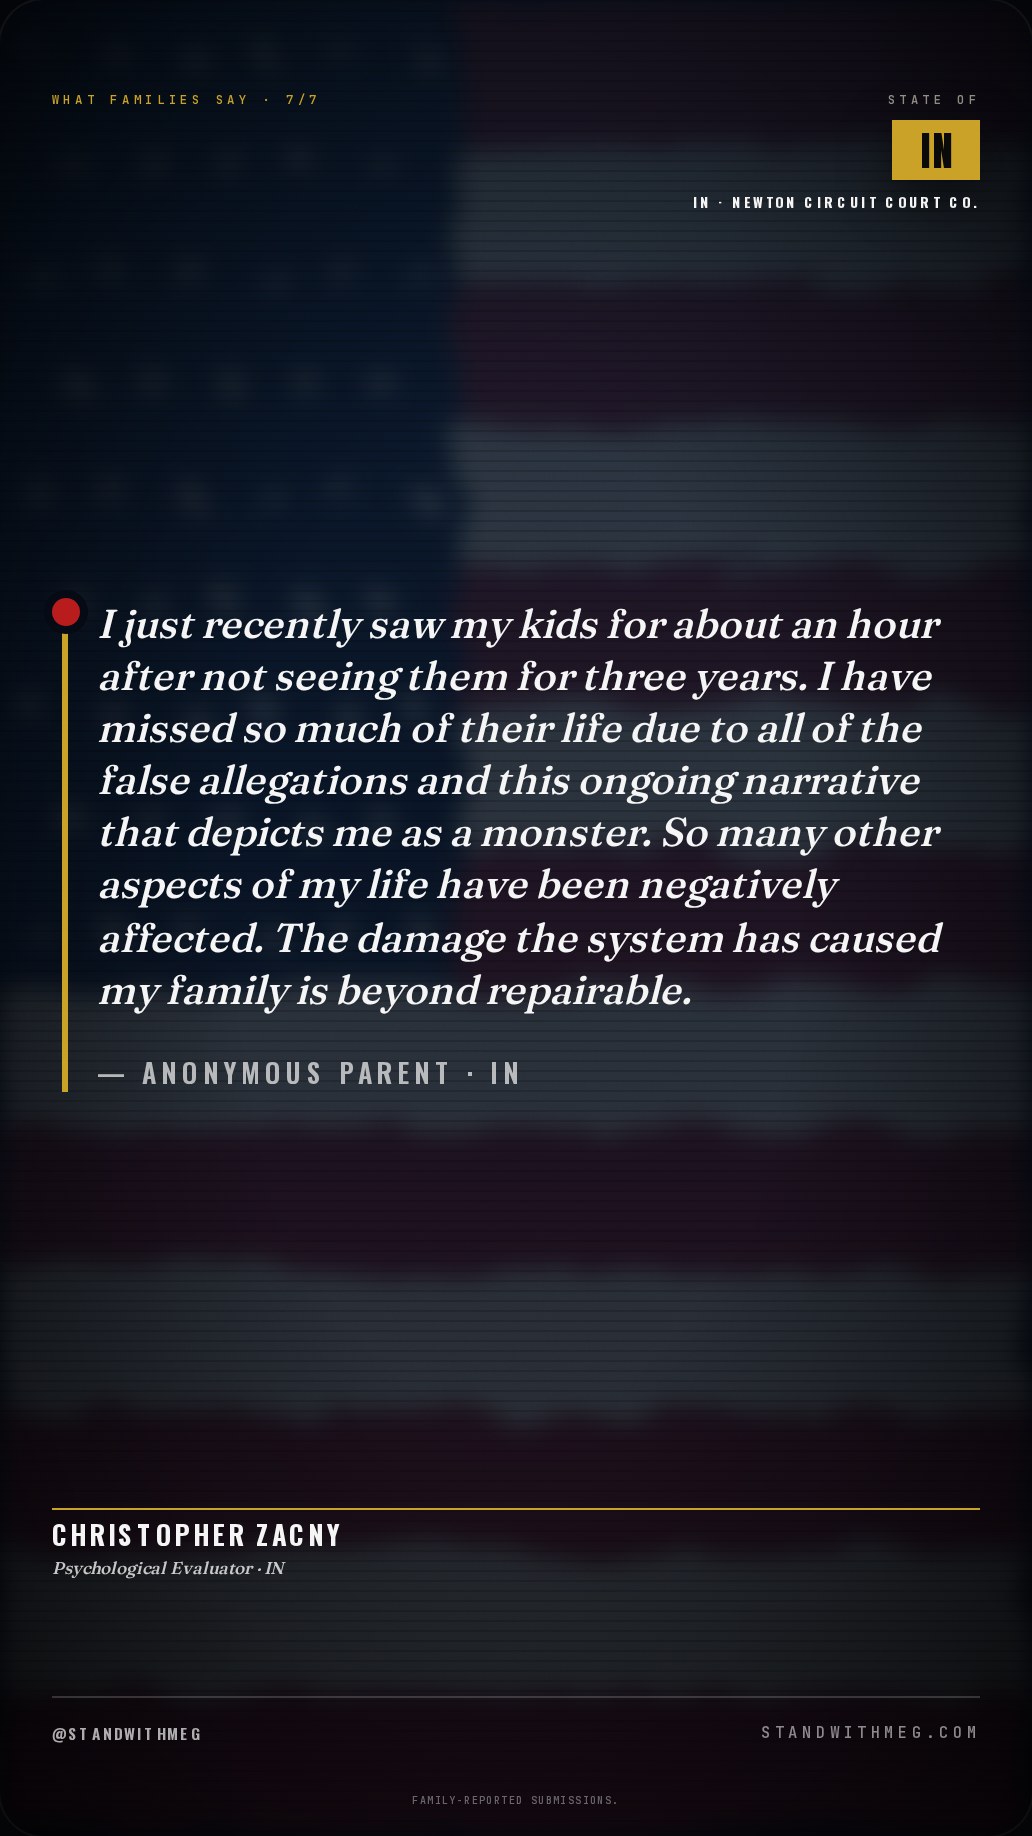 WHAT FAMILIES SAY · 7/7
STATE OF
IN
IN · NEWTON CIRCUIT COURT CO.
I just recently saw my kids for about an hour
after not seeing them for three years. I have
missed so much of their life due to all of the
false allegations and this ongoing narrative
that depicts me as a monster. So many other
aspects of my life have been negatively
affected. The damage the system has caused
my family is beyond repairable.
— ANONYMOUS PARENT · IN
CHRISTOPHER ZACNY
Psychological Evaluator · IN
@STANDWITHMEG
STANDWITHMEG.COM
FAMILY-REPORTED SUBMISSIONS.